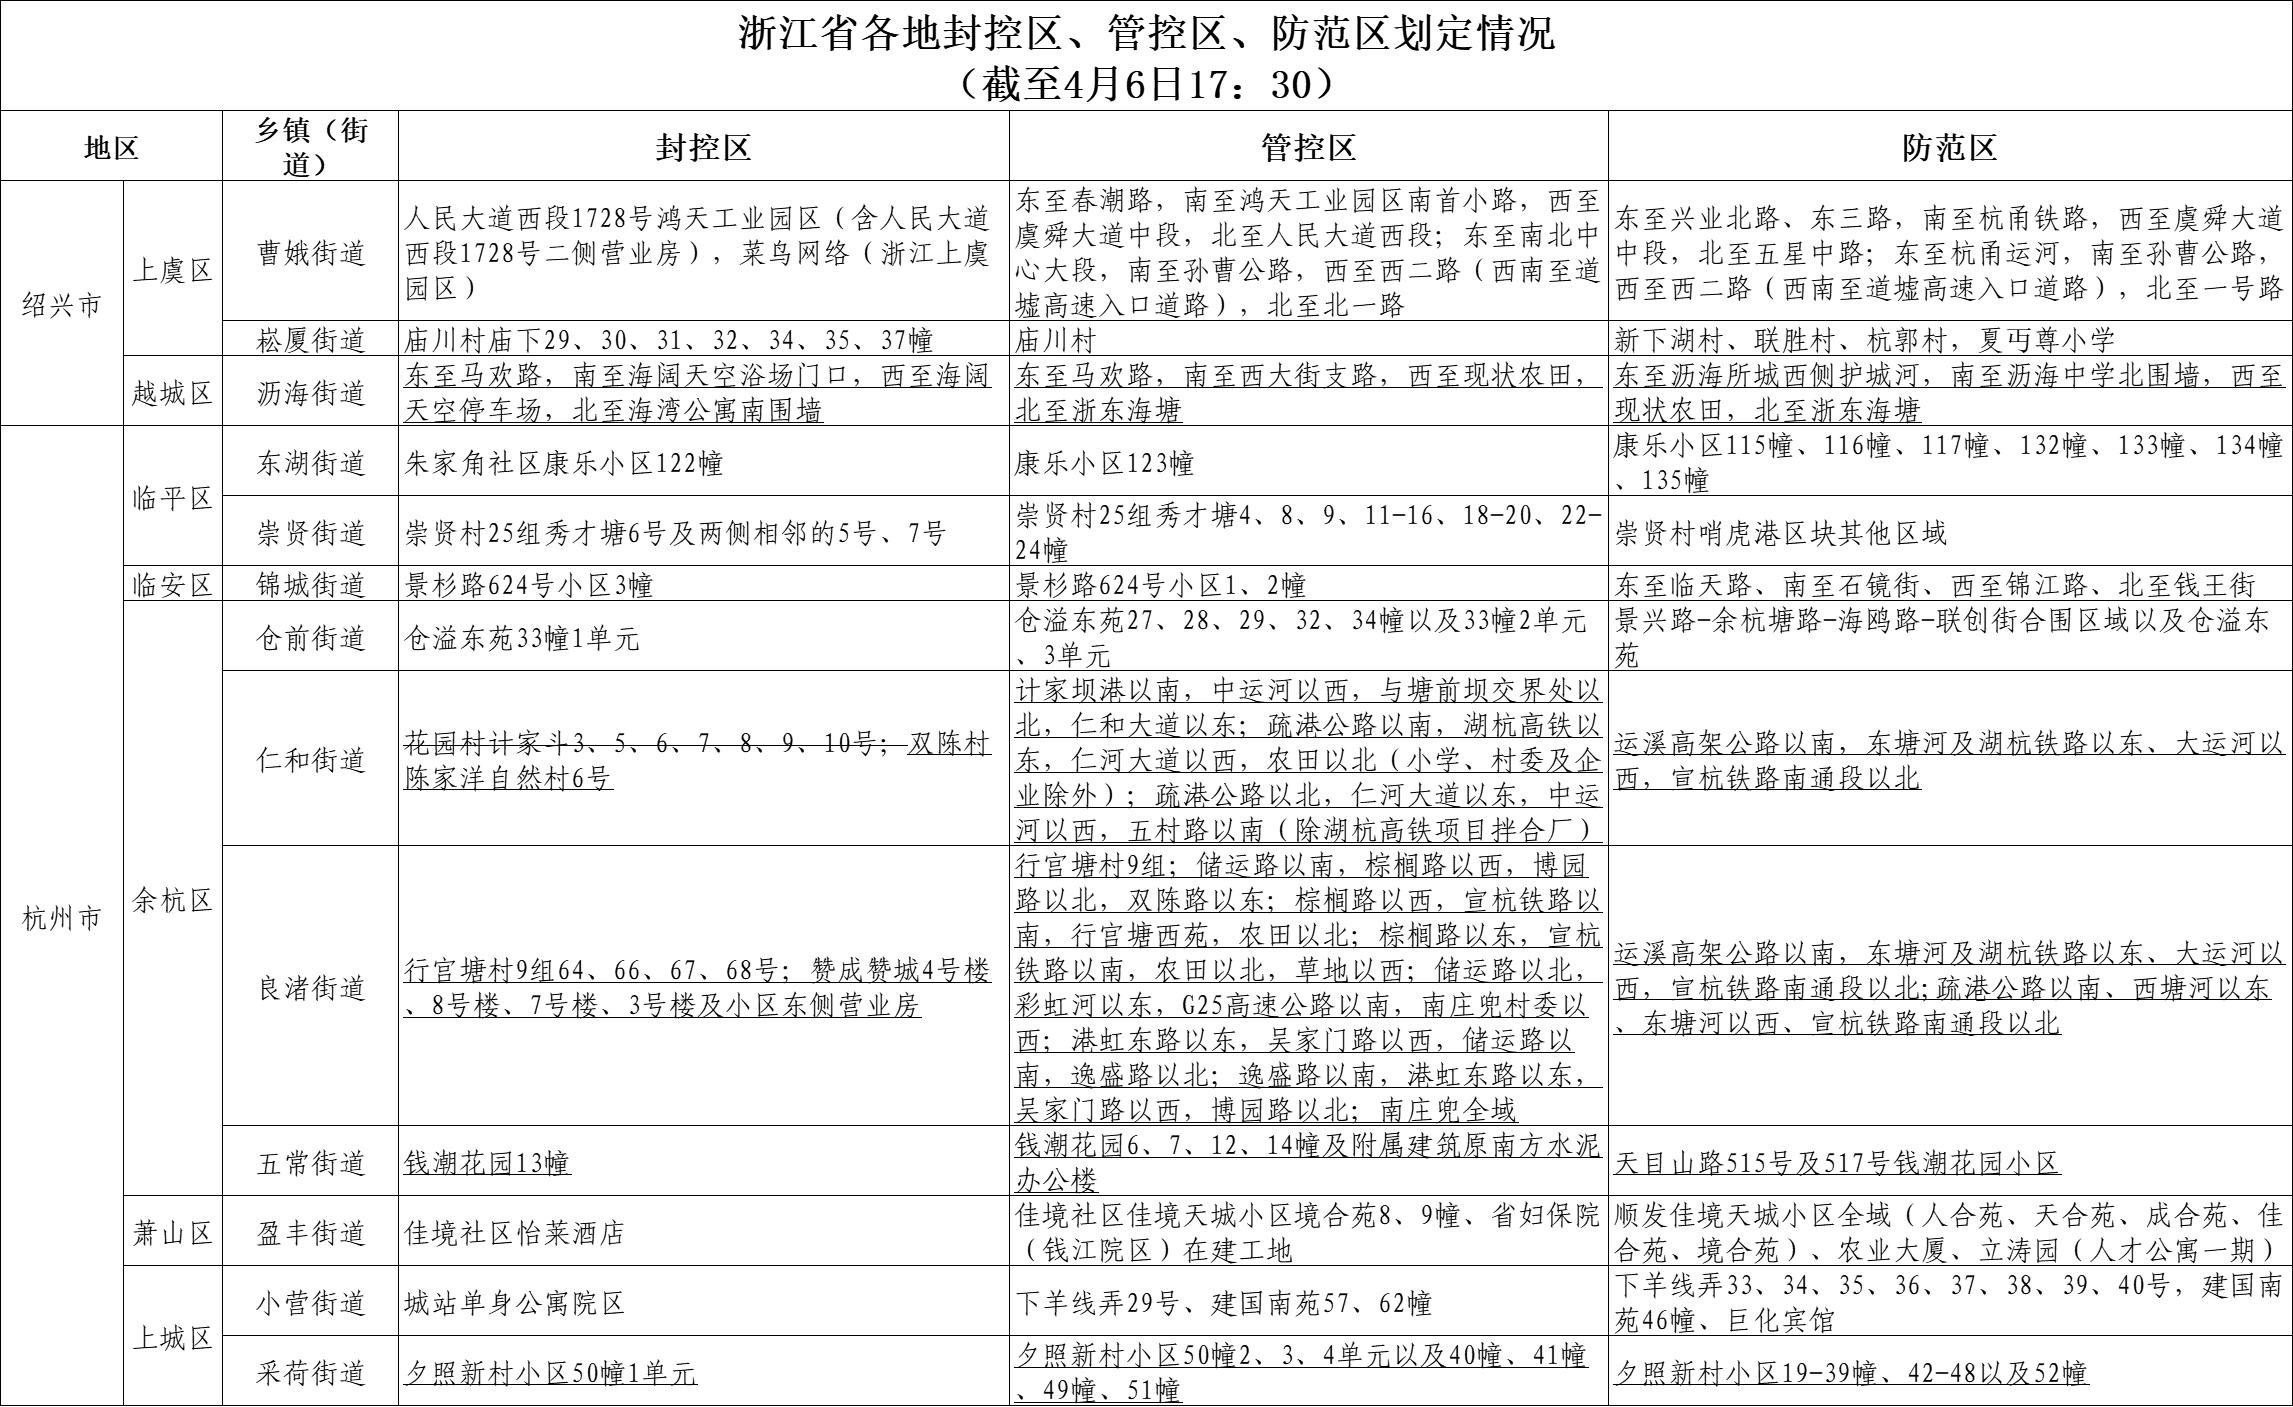 浙江省各地封控区、管控区、防范区划定情况
（截至4月6日17：30）
地区
乡镇（街
道）
封控区
管控区
防范区
绍兴市
上虞区
曹娥街道
人民大道西段1728号鸿天工业园区（含人民大道
西段1728号二侧营业房），菜鸟网络（浙江上虞
园区）
东至春潮路，南至鸿天工业园区南首小路，西至
虞舜大道中段，北至人民大道西段；东至南北中
心大段，南至孙曹公路，西至西二路（西南至道
墟高速入口道路），北至北一路
东至兴业北路、东三路，南至杭甬铁路，西至虞舜大道
中段，北至五星中路；东至杭甬运河，南至孙曹公路，
西至西二路（西南至道墟高速入口道路），北至一号路
崧厦街道
庙川村庙下29、30、31、32、34、35、37幢
庙川村
新下湖村、联胜村、杭郭村，夏丏尊小学
越城区
沥海街道
东至马欢路，南至海阔天空浴场门口，西至海阔
天空停车场，北至海湾公寓南围墙
东至马欢路，南至西大街支路，西至现状农田，
北至浙东海塘
东至沥海所城西侧护城河，南至沥海中学北围墙，西至
现状农田，北至浙东海塘
杭州市
临平区
东湖街道
朱家角社区康乐小区122幢
康乐小区123幢
康乐小区115幢、116幢、117幢、132幢、133幢、134幢
、135幢
崇贤街道
崇贤村25组秀才塘6号及两侧相邻的5号、7号
崇贤村25组秀才塘4、8、9、11-16、18-20、22-
24幢
崇贤村哨虎港区块其他区域
临安区
锦城街道
景杉路624号小区3幢
景杉路624号小区1、2幢
东至临天路、南至石镜街、西至锦江路、北至钱王街
余杭区
仓前街道
仓溢东苑33幢1单元
仓溢东苑27、28、29、32、34幢以及33幢2单元
、3单元
景兴路-余杭塘路-海鸥路-联创街合围区域以及仓溢东
苑
仁和街道
花园村计家斗3、5、6、7、8、9、10号；双陈村
陈家洋自然村6号
计家坝港以南，中运河以西，与塘前坝交界处以
北，仁和大道以东；疏港公路以南，湖杭高铁以
东，仁河大道以西，农田以北（小学、村委及企
业除外）；疏港公路以北，仁河大道以东，中运
河以西，五村路以南（除湖杭高铁项目拌合厂）
运溪高架公路以南，东塘河及湖杭铁路以东、大运河以
西，宣杭铁路南通段以北
良渚街道
行宫塘村9组64、66、67、68号；赞成赞城4号楼
、8号楼、7号楼、3号楼及小区东侧营业房
行宫塘村9组；储运路以南，棕榈路以西，博园
路以北，双陈路以东；棕榈路以西，宣杭铁路以
南，行宫塘西苑，农田以北；棕榈路以东，宣杭
铁路以南，农田以北，草地以西；储运路以北，
彩虹河以东，G25高速公路以南，南庄兜村委以
西；港虹东路以东，吴家门路以西，储运路以
南，逸盛路以北；逸盛路以南，港虹东路以东，
吴家门路以西，博园路以北；南庄兜全域
运溪高架公路以南，东塘河及湖杭铁路以东、大运河以
西，宣杭铁路南通段以北;疏港公路以南、西塘河以东
、东塘河以西、宣杭铁路南通段以北
五常街道
钱潮花园13幢
钱潮花园6、7、12、14幢及附属建筑原南方水泥
办公楼
天目山路515号及517号钱潮花园小区
萧山区
盈丰街道
佳境社区怡莱酒店
佳境社区佳境天城小区境合苑8、9幢、省妇保院
（钱江院区）在建工地
顺发佳境天城小区全域（人合苑、天合苑、成合苑、佳
合苑、境合苑）、农业大厦、立涛园（人才公寓一期）
上城区
小营街道
城站单身公寓院区
下羊线弄29号、建国南苑57、62幢
下羊线弄33、34、35、36、37、38、39、40号，建国南
苑46幢、巨化宾馆
采荷街道
夕照新村小区50幢1单元
夕照新村小区50幢2、3、4单元以及40幢、41幢
、49幢、51幢
夕照新村小区19-39幢、42-48以及52幢